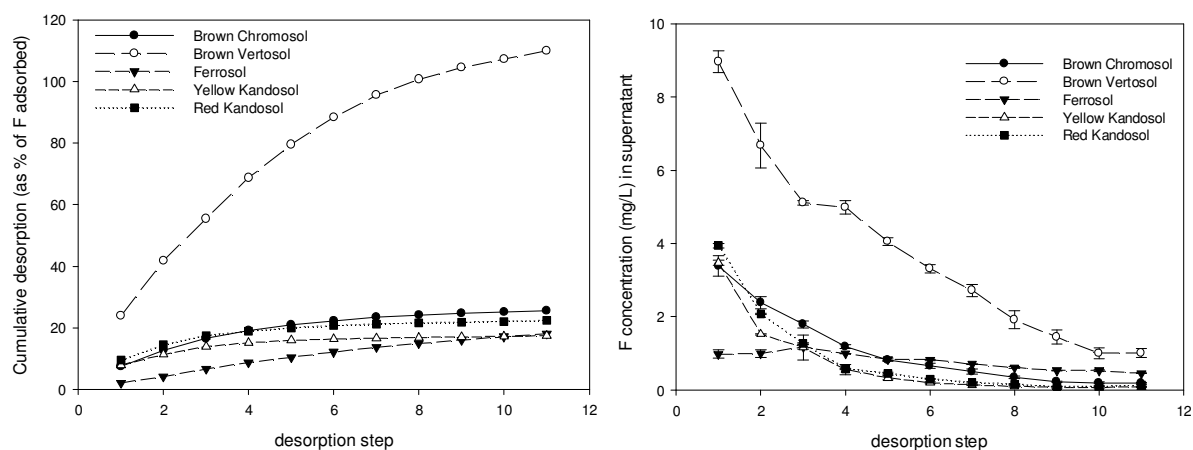 Cumulative desorption (as % of F adsorbed)
120
100
80
60
40
20
0
Brown Chromosol
Brown Vertosol
Ferrosol
Yellow Kandosol
Red Kandosol
0 2 4 6 8 10 12
desorption step
F concentration (mg/L) in supernatant
10
8
6
4
2
0
Brown Chromosol
Brown Vertosol
Ferrosol
Yellow Kandosol
Red Kandosol
0 2 4 6 8 10 12
desorption step